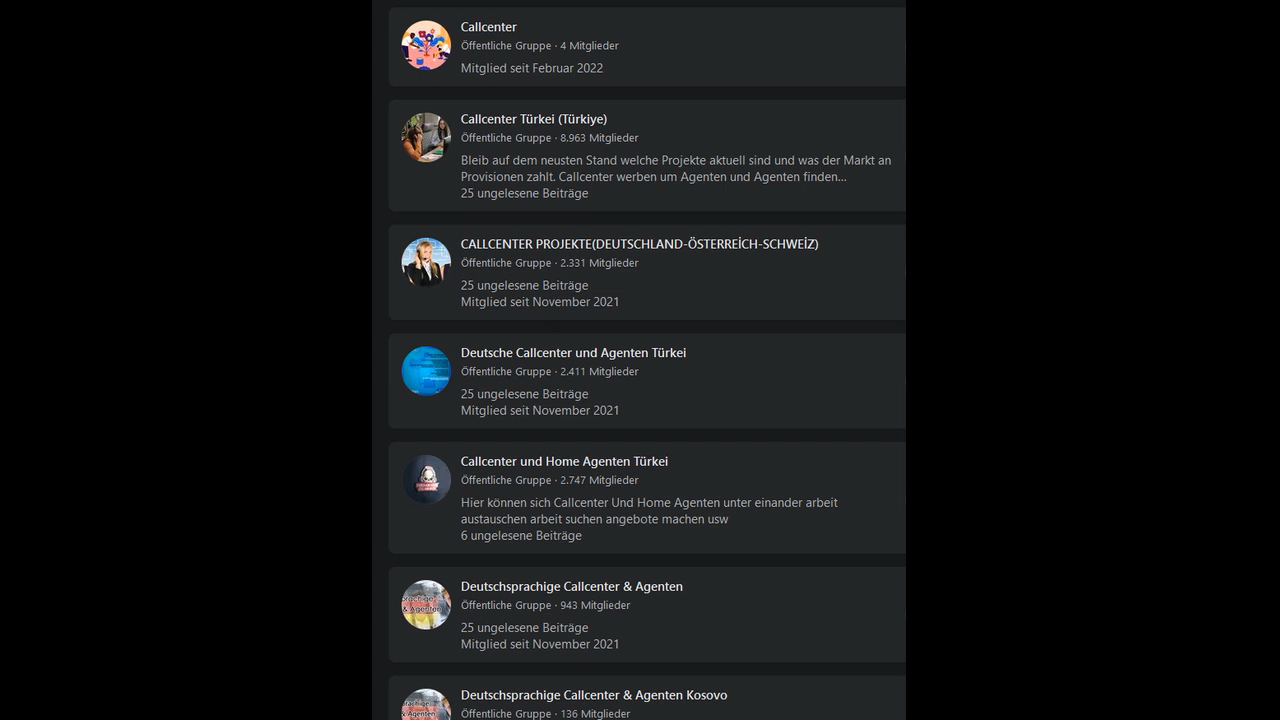 Callcenter
Öffentliche Gruppe · 4 Mitglieder
Mitglied seit Februar 2022
Callcenter Türkei (Türkiye)
Öffentliche Gruppe · 8.963 Mitglieder
Bleib auf dem neusten Stand welche Projekte aktuell sind und was der Markt an
Provisionen zahlt. Callcenter werben um Agenten und Agenten finden...
25 ungelesene Beiträge
CALLCENTER PROJEKTE(DEUTSCHLAND-ÖSTERREİCH-SCHWEİZ)
Öffentliche Gruppe · 2.331 Mitglieder
25 ungelesene Beiträge
Mitglied seit November 2021
Deutsche Callcenter und Agenten Türkei
Öffentliche Gruppe · 2.411 Mitglieder
25 ungelesene Beiträge
Mitglied seit November 2021
Callcenter und Home Agenten Türkei
Öffentliche Gruppe · 2.747 Mitglieder
Hier können sich Callcenter Und Home Agenten unter einander arbeit
austauschen arbeit suchen angebote machen usw
6 ungelesene Beiträge
Deutschsprachige Callcenter & Agenten
Öffentliche Gruppe · 943 Mitglieder
25 ungelesene Beiträge
Mitglied seit November 2021
Deutschsprachige Callcenter & Agenten Kosovo
Öffentliche Gruppe · 136 Mitglieder